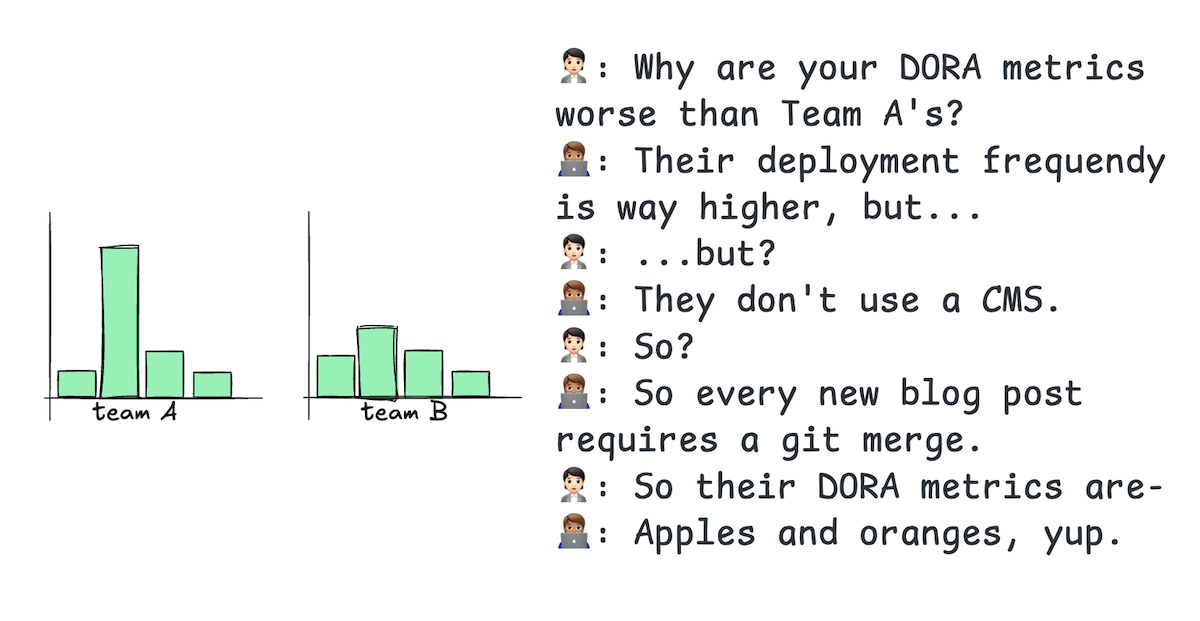 team A
team B
🧑🏻‍💼: Why are your DORA metrics
worse than Team A's?
🧑🏽‍💻: Their deployment frequendy
is way higher, but...
🧑🏻‍💼: ...but?
🧑🏽‍💻: They don't use a CMS.
🧑🏻‍💼: So?
🧑🏽‍💻: So every new blog post
requires a git merge.
🧑🏻‍💼: So their DORA metrics are-
🧑🏽‍💻: Apples and oranges, yup.